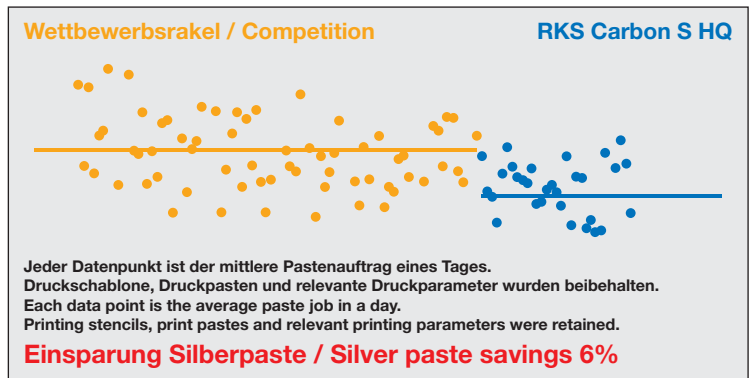 Wettbewerbsrakel / Competition
RKS Carbon S HQ
Jeder Datenpunkt ist der mittlere Pastenauftrag eines Tages.
Druckschablone, Druckpasten und relevante Druckparameter wurden beibehalten.
Each data point is the average paste job in a day.
Printing stencils, print pastes and relevant printing parameters were retained.
Einsparung Silberpaste / Silver paste savings 6%